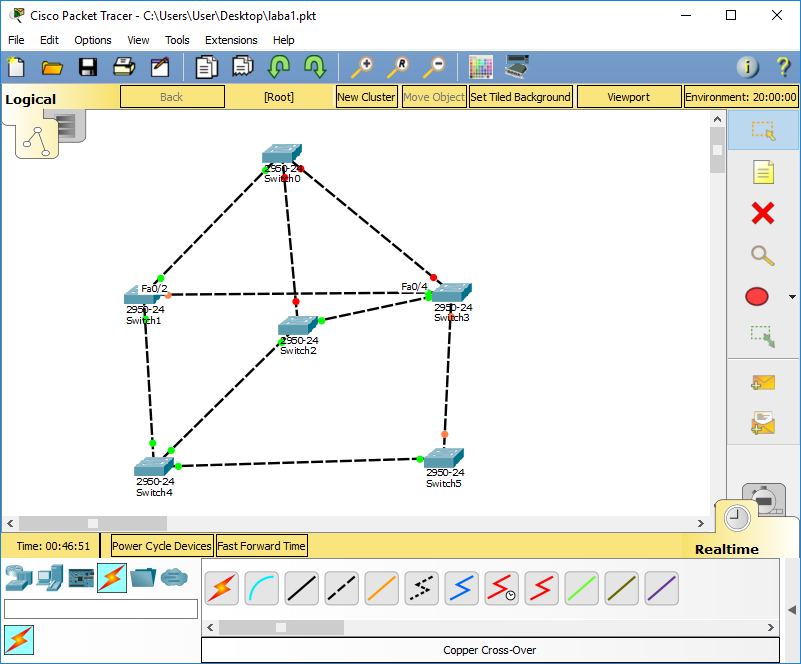 Cisco Packet Tracer - C:\Users\User\Desktop\laba1.pkt
File Edit Options View Tools Extensions Help
Logical
Back
[Root]
New Cluster
Move Object
Set Tiled Background
Viewport
Environment: 20:00:00
2950-24
Switch0
Fa0/2
2950-24
Switch1
Fa0/4
2950-24
Switch3
2950-24
Switch2
2950-24
Switch4
2950-24
Switch5
Time: 00:46:51
Power Cycle Devices
Fast Forward Time
Realtime
Copper Cross-Over